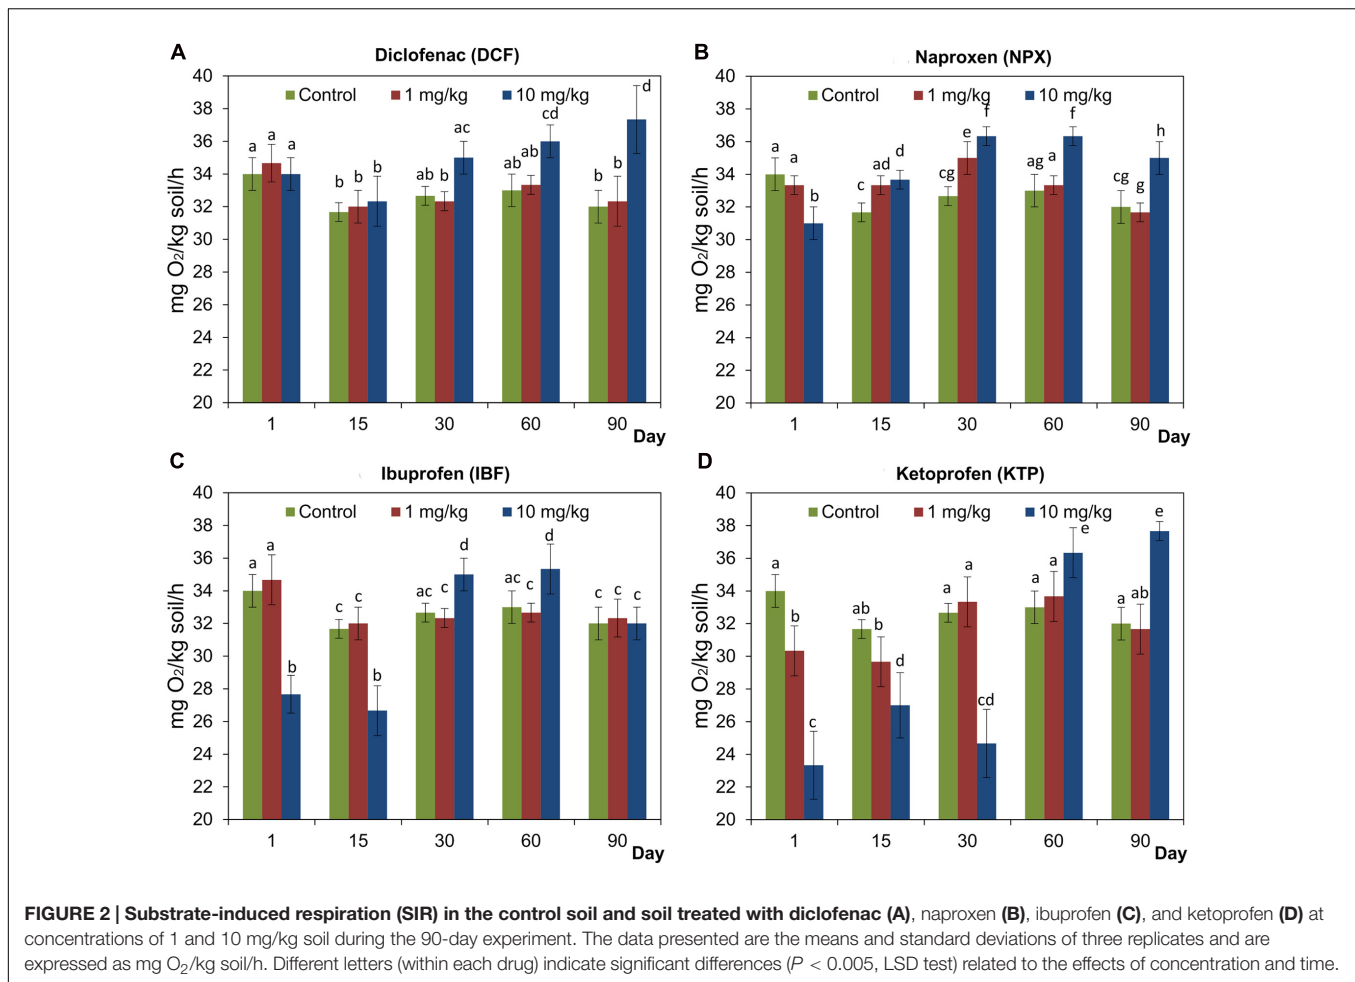 A
Diclofenac (DCF)
40
38
36
34
32
30
28
26
24
22
20
mg O2/kg soil/h
Control
1 mg/kg
10 mg/kg
a
a
a
b
b
b
ab
b
ac
ab
ab
cd
b
b
d
1
15
30
60
90
Day
B
Naproxen (NPX)
40
38
36
34
32
30
28
26
24
22
20
mg O2/kg soil/h
Control
1 mg/kg
10 mg/kg
a
a
b
c
ad
d
cg
e
f
ag
a
f
cg
g
h
1
15
30
60
90
Day
C
Ibuprofen (IBF)
40
38
36
34
32
30
28
26
24
22
20
mg O2/kg soil/h
Control
1 mg/kg
10 mg/kg
a
a
b
c
c
b
ac
c
d
ac
c
d
c
c
c
1
15
30
60
90
Day
D
Ketoprofen (KTP)
40
38
36
34
32
30
28
26
24
22
20
mg O2/kg soil/h
Control
1 mg/kg
10 mg/kg
a
b
c
ab
b
d
a
a
cd
a
a
e
a
ab
e
1
15
30
60
90
Day
FIGURE 2 | Substrate-induced respiration (SIR) in the control soil and soil treated with diclofenac (A), naproxen (B), ibuprofen (C), and ketoprofen (D) at
concentrations of 1 and 10 mg/kg soil during the 90-day experiment. The data presented are the means and standard deviations of three replicates and are
expressed as mg O2/kg soil/h. Different letters (within each drug) indicate significant differences (P < 0.005, LSD test) related to the effects of concentration and time.